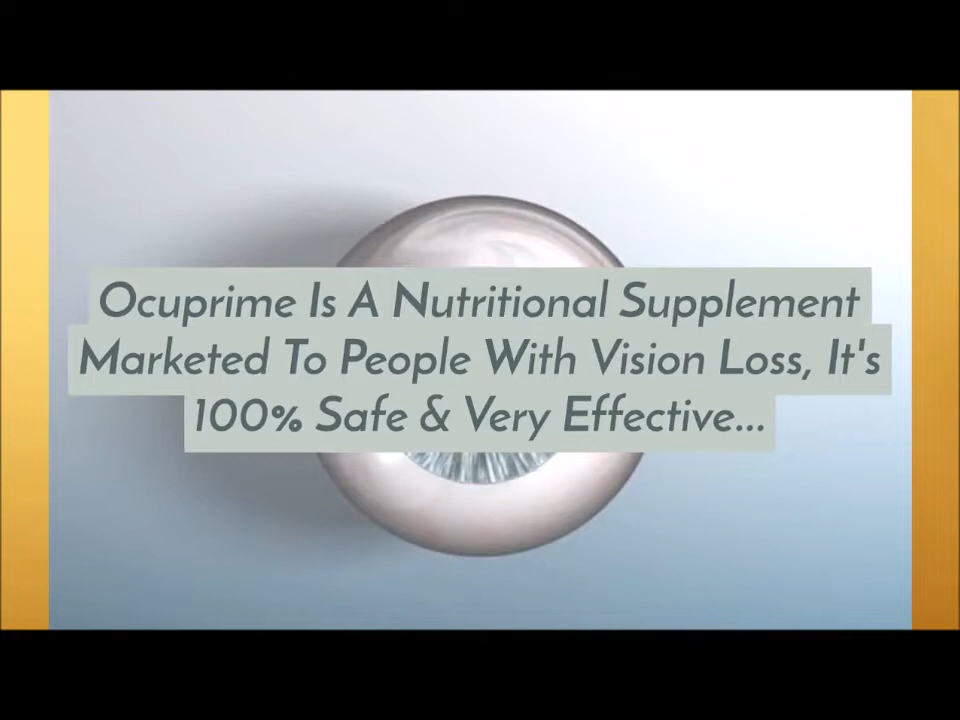 Ocuprime Is A Nutritional Supplement
Marketed To People With Vision Loss, It's
100% Safe & Very Effective...